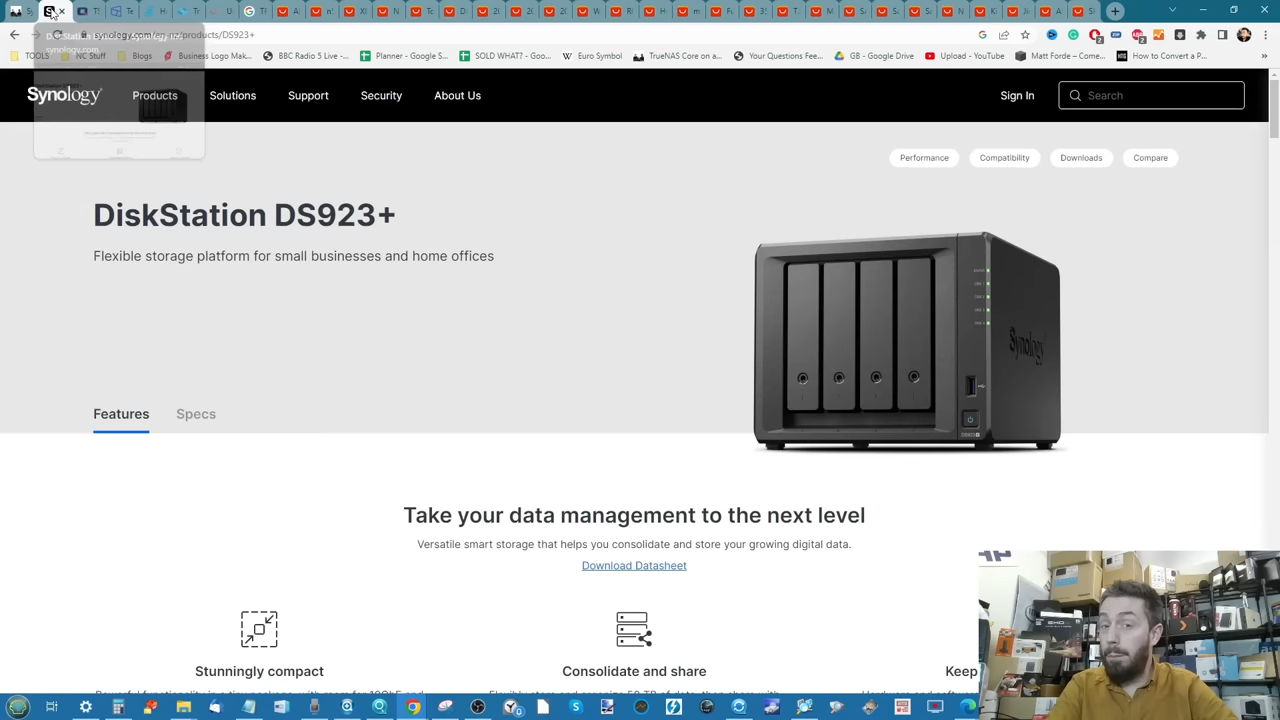 Sy
Te
products/DS923+
TOOLS
NC Stuff
Blogs
Business Logo Mak...
BBC Radio 5 Live -...
Planner - Google S...
SOLD WHAT? - Goo...
Euro Symbol
TrueNAS Core on a...
Your Questions Fee...
GB - Google Drive
Upload - YouTube
Matt Forde – Come...
How to Convert a P...
synology.com
Synology
Products
Solutions
Support
Security
About Us
Sign In
Search
Performance
Compatibility
Downloads
Compare
DiskStation DS923+
Flexible storage platform for small businesses and home offices
Synology
Features
Specs
Take your data management to the next level
Versatile smart storage that helps you consolidate and store your growing digital data.
Download Datasheet
Stunningly compact
Consolidate and share
Keep